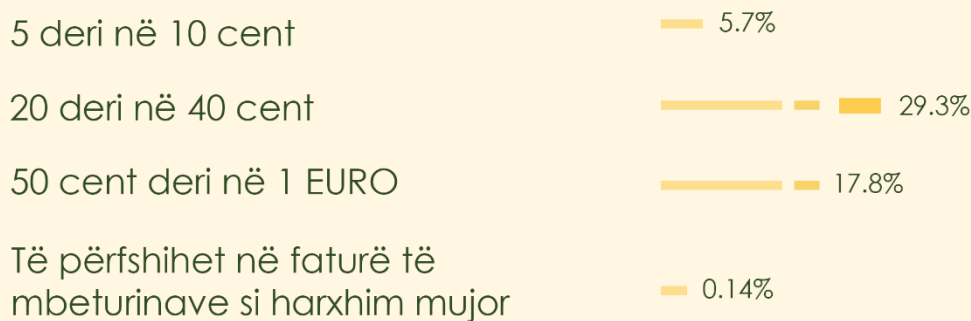 5 deri në 10 cent 5.7%
20 deri në 40 cent 29.3%
50 cent deri në 1 EURO 17.8%
Të përfshihet në faturë të
mbeturinave si harxhim mujor 0.14%